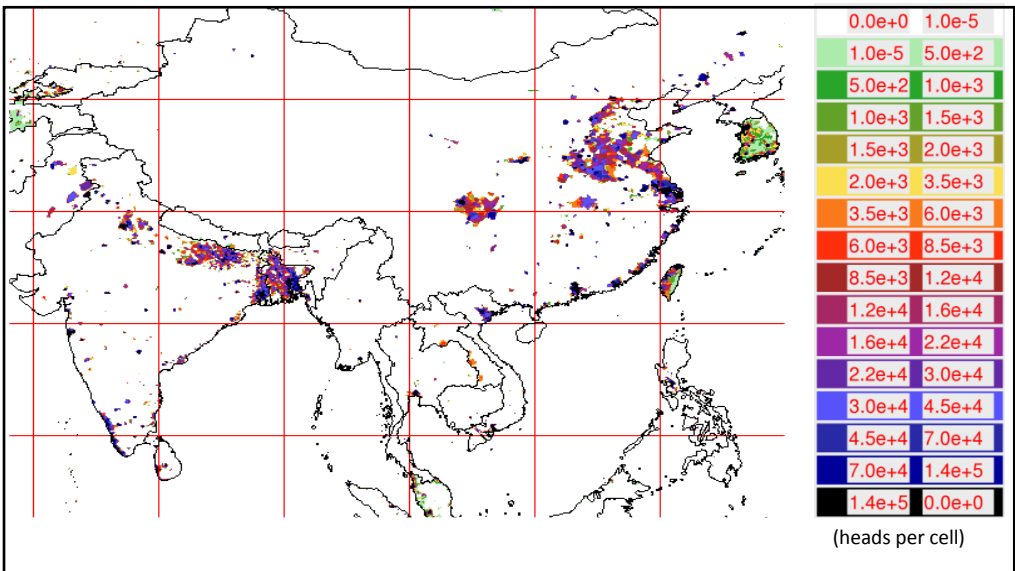 0.0e+0 1.0e-5
1.0e-5 5.0e+2
5.0e+2 1.0e+3
1.0e+3 1.5e+3
1.5e+3 2.0e+3
2.0e+3 3.5e+3
3.5e+3 6.0e+3
6.0e+3 8.5e+3
8.5e+3 1.2e+4
1.2e+4 1.6e+4
1.6e+4 2.2e+4
2.2e+4 3.0e+4
3.0e+4 4.5e+4
4.5e+4 7.0e+4
7.0e+4 1.4e+5
1.4e+5 0.0e+0
(heads per cell)